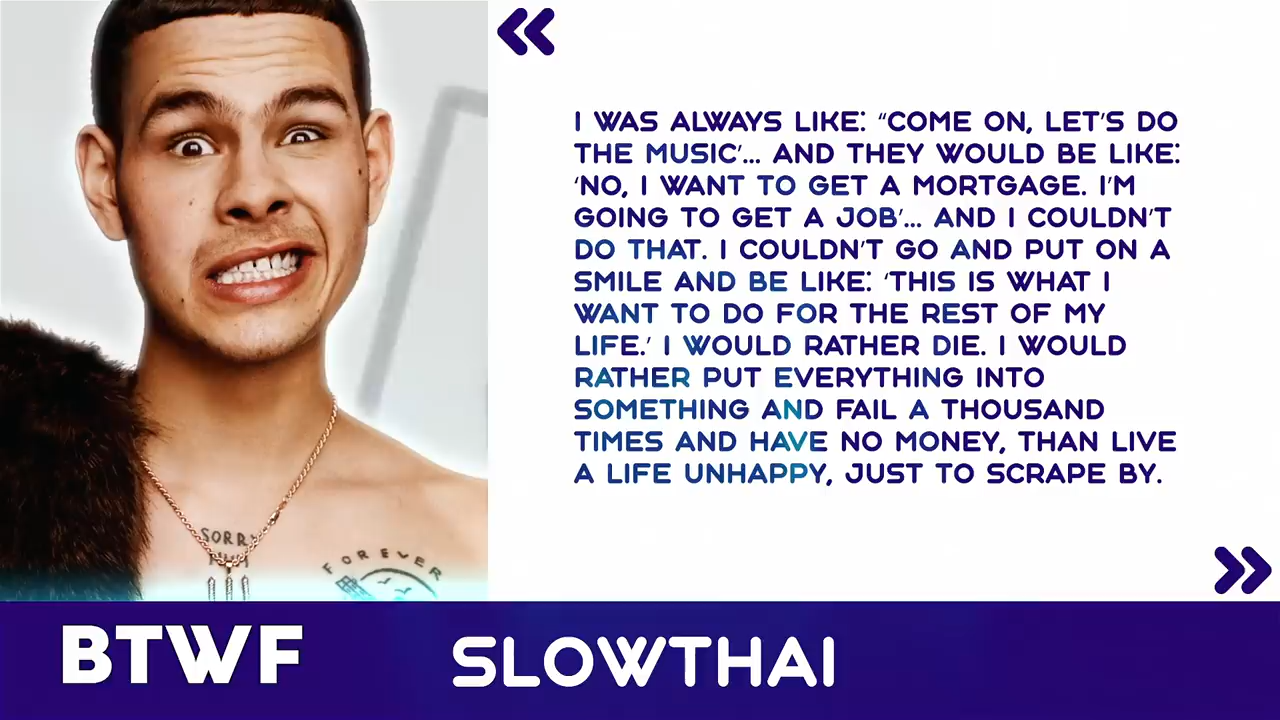 «
I WAS ALWAYS LIKE: “COME ON, LET'S DO
THE MUSIC'... AND THEY WOULD BE LIKE:
‘NO, I WANT TO GET A MORTGAGE. I'M
GOING TO GET A JOB'... AND I COULDN'T
DO THAT. I COULDN'T GO AND PUT ON A
SMILE AND BE LIKE: ‘THIS IS WHAT I
WANT TO DO FOR THE REST OF MY
LIFE.' I WOULD RATHER DIE. I WOULD
RATHER PUT EVERYTHING INTO
SOMETHING AND FAIL A THOUSAND
TIMES AND HAVE NO MONEY, THAN LIVE
A LIFE UNHAPPY, JUST TO SCRAPE BY.
»
SORRY
FOREVER
BTWF
SLOWTHAI